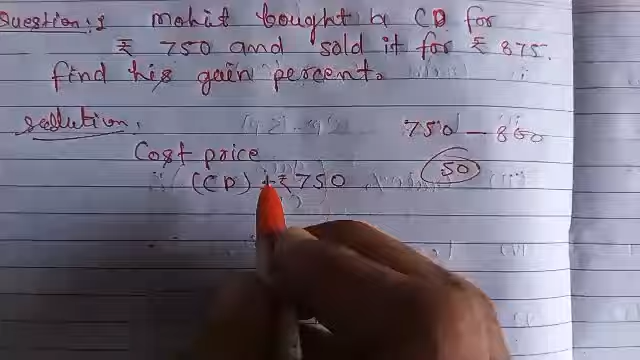 Question:1 Mohit bought a CD for
₹ 750 and sold it for ₹ 875.
find his gain percent.
Solution:
750 - 800
Cost price
50
(CP) = ₹750